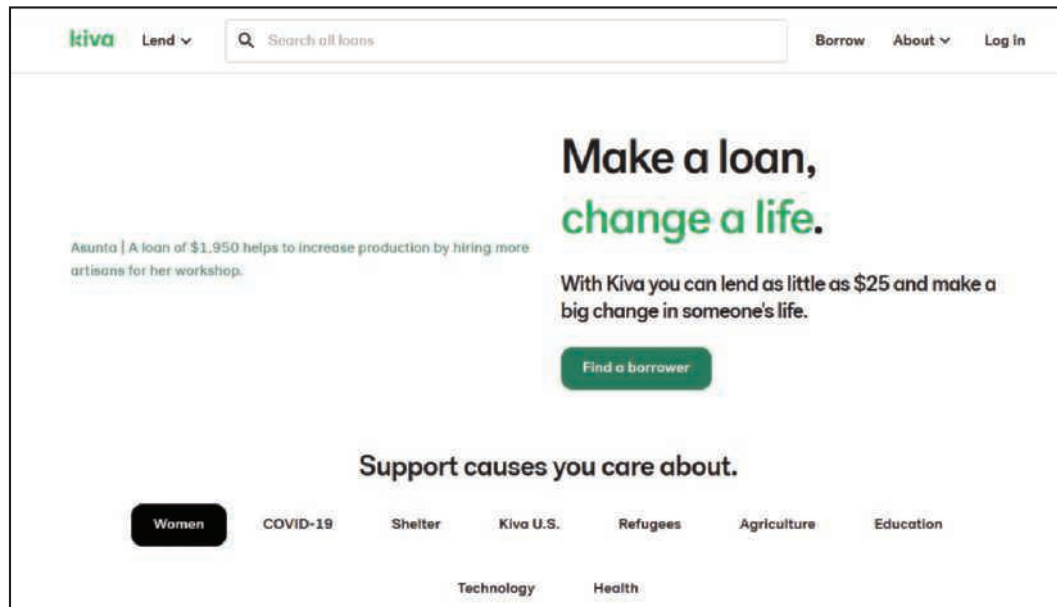 kiva Lend Search all loans Borrow About Log in
Make a loan,
change a life.
Asunta | A loan of $1,950 helps to increase production by hiring more
artisans for her workshop.
With Kiva you can lend as little as $25 and make a
big change in someone's life.
Find a borrower
Support causes you care about.
Women COVID-19 Shelter Kiva U.S. Refugees Agriculture Education
Technology Health